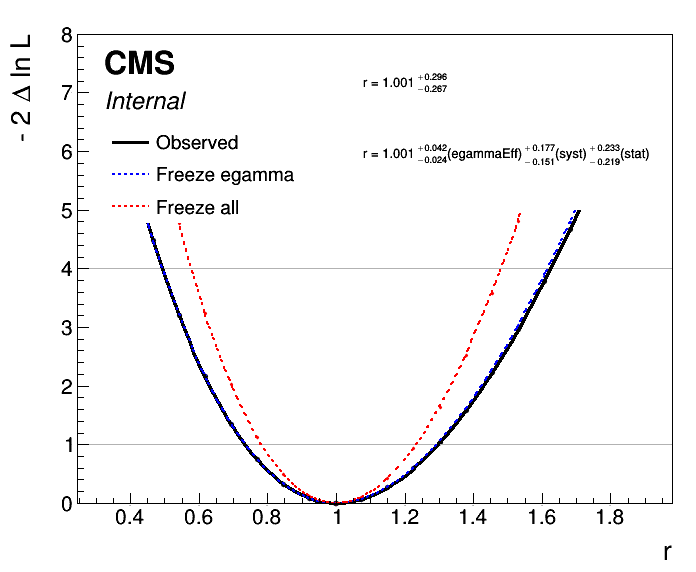 - 2 Δ ln L
8
7
6
5
4
3
2
1
0
CMS
Internal
Observed
Freeze egamma
Freeze all
r = 1.001 +0.296 -0.267
r = 1.001 +0.042 -0.024(egammaEff) +0.177 -0.151(syst) +0.233 -0.219(stat)
0.4 0.6 0.8 1 1.2 1.4 1.6 1.8
r